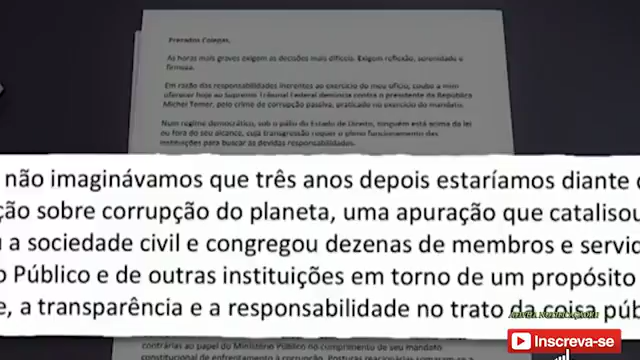 Prezados Colegas,
As horas mais graves exigem as decisões mais difíceis. Exigem reflexão, serenidade e
firmeza.
Em razão das responsabilidades inerentes ao exercício do meu ofício, coube a mim
oferecer hoje ao Supremo Tribunal Federal denúncia contra o presidente da República
Michel Temer, pelo crime de corrupção passiva, praticado no exercício do mandato.
Num regime democrático, sob o pálio do Estado de Direito, ninguém está acima da lei
ou fora do seu alcance, cuja transgressão requer o pleno funcionamento das
instituições para buscar as devidas responsabilidades.
não imaginávamos que três anos depois estaríamos diante d
ção sobre corrupção do planeta, uma apuração que catalisou
u a sociedade civil e congregou dezenas de membros e servid
o Público e de outras instituições em torno de um propósito
e, a transparência e a responsabilidade no trato da coisa púb
Inscreva-se
contrárias ao papel do Ministério Público no cumprimento de seu mandato
constitucional de enfrentamento à corrupção.